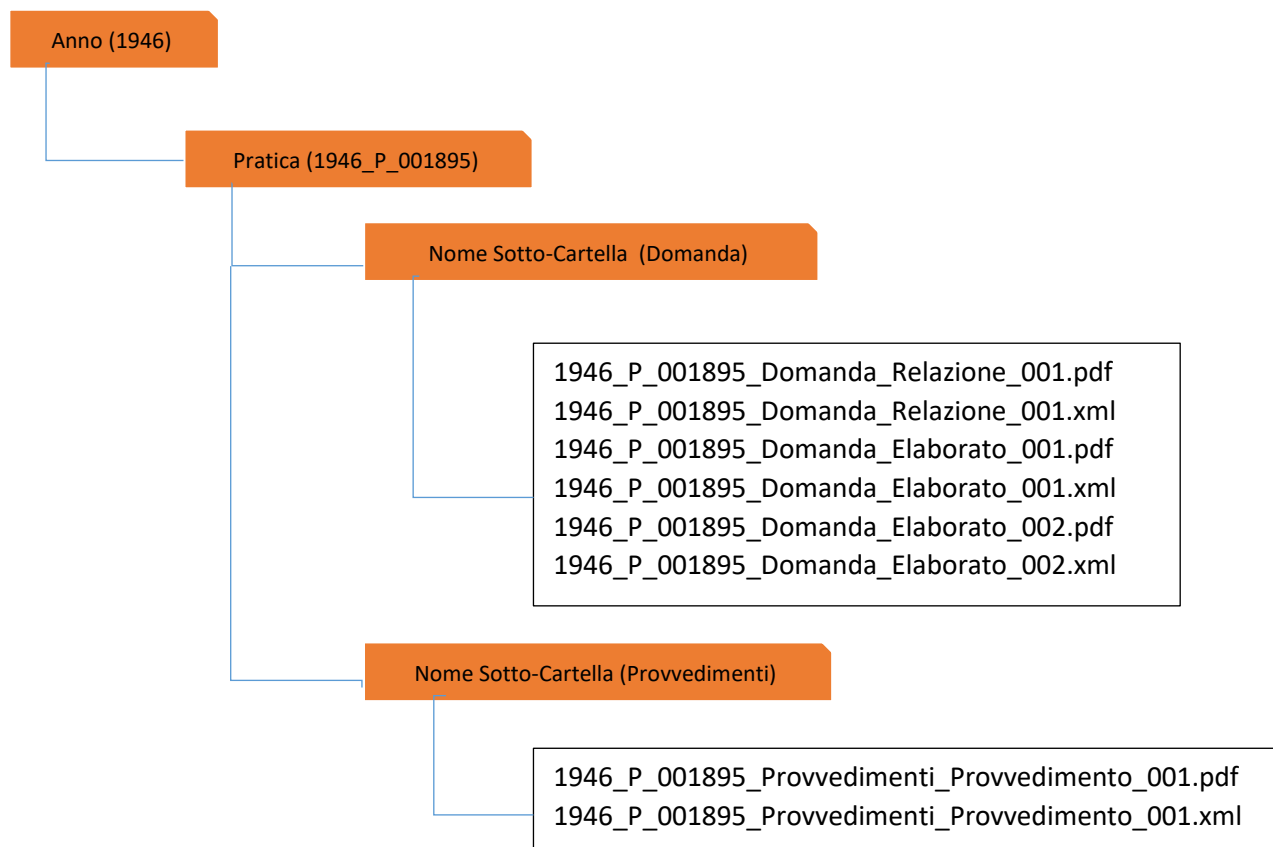 Anno (1946)
Pratica (1946_P_001895)
Nome Sotto-Cartella (Domanda)
1946_P_001895_Domanda_Relazione_001.pdf
1946_P_001895_Domanda_Relazione_001.xml
1946_P_001895_Domanda_Elaborato_001.pdf
1946_P_001895_Domanda_Elaborato_001.xml
1946_P_001895_Domanda_Elaborato_002.pdf
1946_P_001895_Domanda_Elaborato_002.xml
Nome Sotto-Cartella (Provvedimenti)
1946_P_001895_Provvedimenti_Provvedimento_001.pdf
1946_P_001895_Provvedimenti_Provvedimento_001.xml